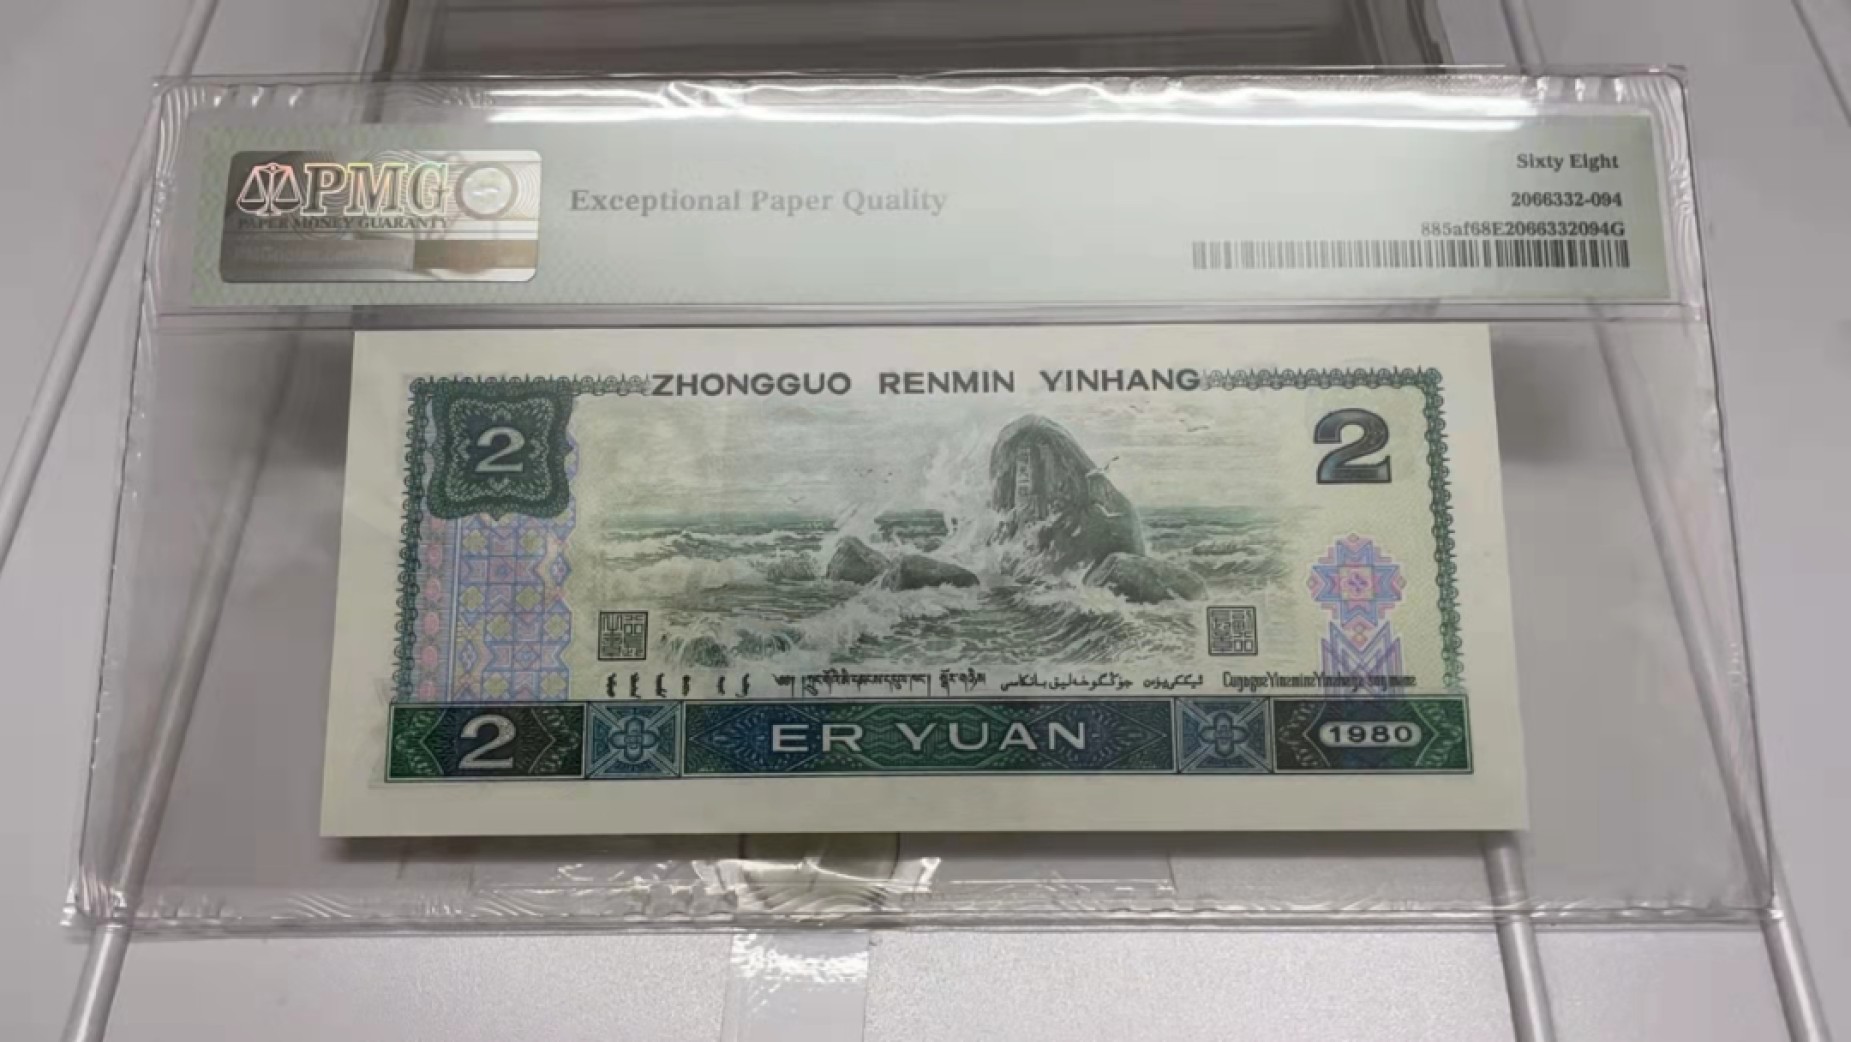 PMG
PAPER MONEY GUARANTY
Exceptional Paper Quality
Sixty Eight
2066332-094
885af68E2066332094G
ZHONGGUO RENMIN YINHANG
2
2
2
ER YUAN
1980